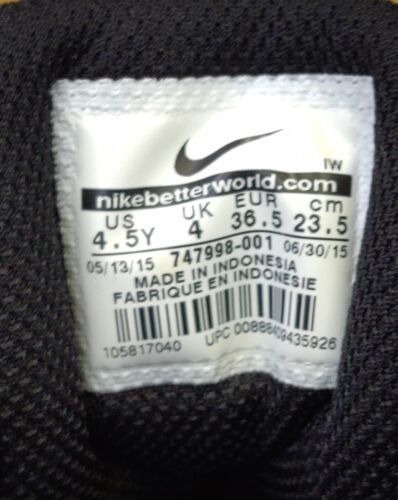 IW
nikebetterworld.com
US UK EUR cm
4.5Y 4 36.5 23.5
05/13/15 747998-001 06/30/15
MADE IN INDONESIA
FABRIQUE EN INDONESIE
105817040 UPC 00888409435926